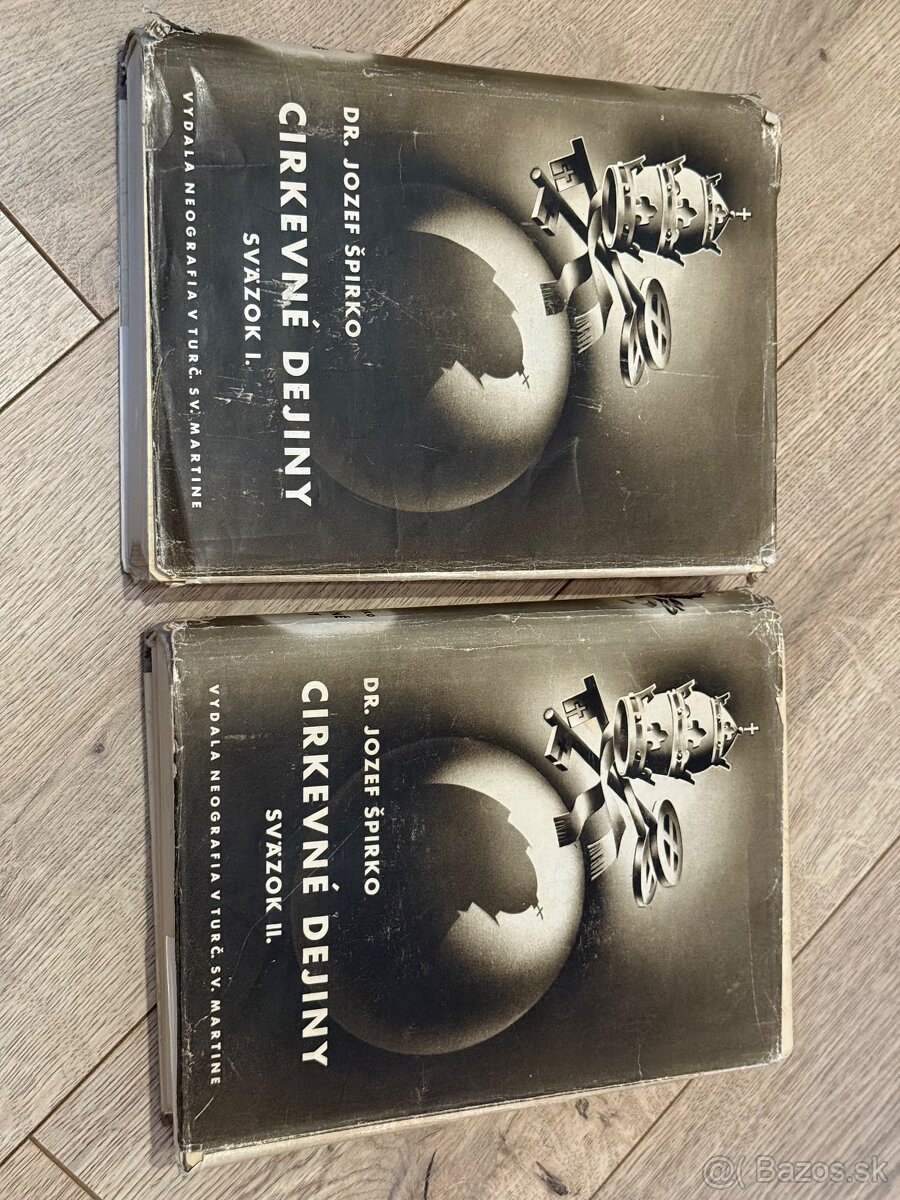 DR. JOZEF ŠPIRKO
CIRKEVNÉ DEJINY
SVÄZOK I.
VYDALA NEOGRAFIA V TURČ. SV. MARTINE
DR. JOZEF ŠPIRKO
CIRKEVNÉ DEJINY
SVÄZOK II.
VYDALA NEOGRAFIA V TURČ. SV. MARTINE
@( Bazos.sk